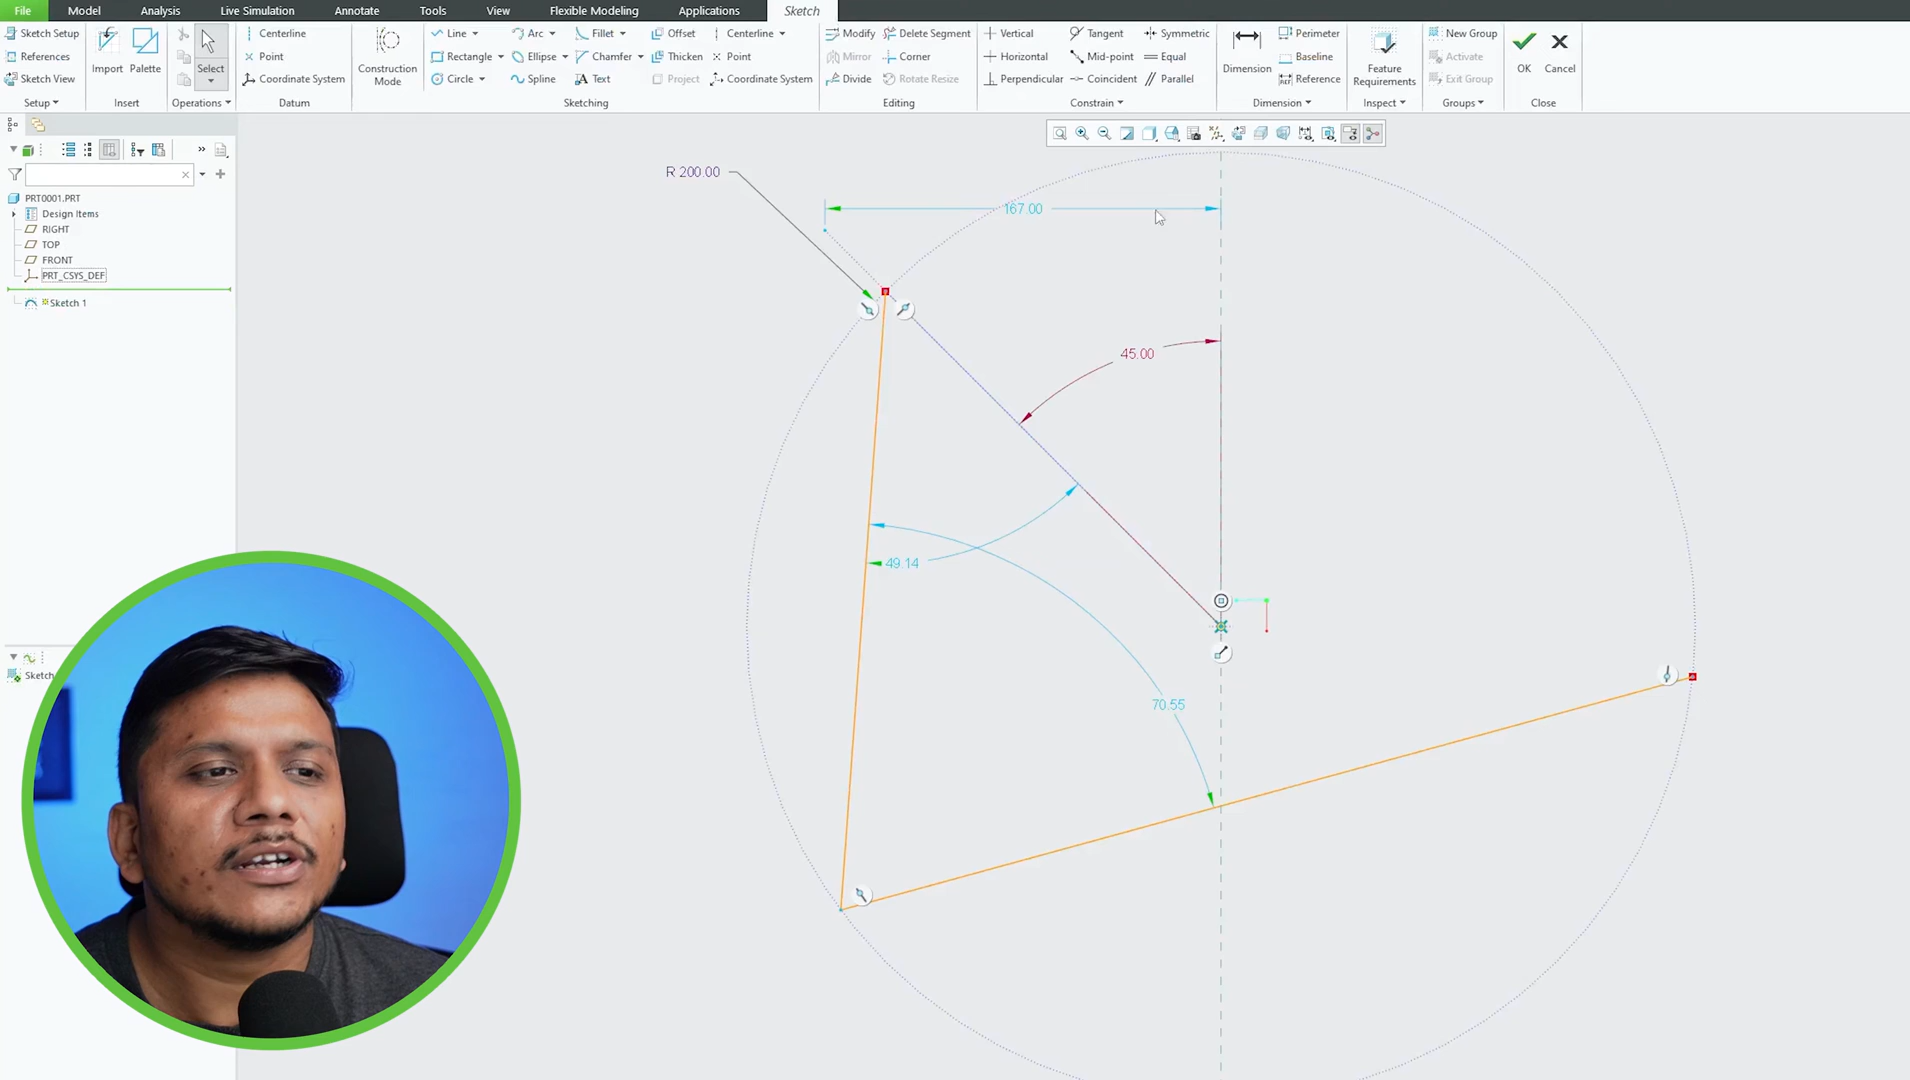 File Model Analysis Live Simulation Annotate Tools View Flexible Modeling Applications Sketch
Sketch Setup
References
Sketch View
Setup
Import Palette
Insert
Select
Operations
Centerline
Point
Coordinate System
Datum
Construction
Mode
Line Arc Fillet Offset Centerline
Rectangle Ellipse Chamfer Thicken Point
Circle Spline Text Project Coordinate System
Sketching
Modify Delete Segment
Mirror Corner
Divide Rotate Resize
Editing
Vertical Tangent Symmetric
Horizontal Mid-point Equal
Perpendicular Coincident Parallel
Constrain
Dimension
Perimeter
Baseline
Reference
Dimension
Feature
Requirements
Inspect
New Group
Activate
Exit Group
Groups
OK Cancel
Close
PRT0001.PRT
Design Items
RIGHT
TOP
FRONT
PRT_CSYS_DEF
Sketch 1
Sketch
R 200.00
167.00
45.00
49.14
70.55